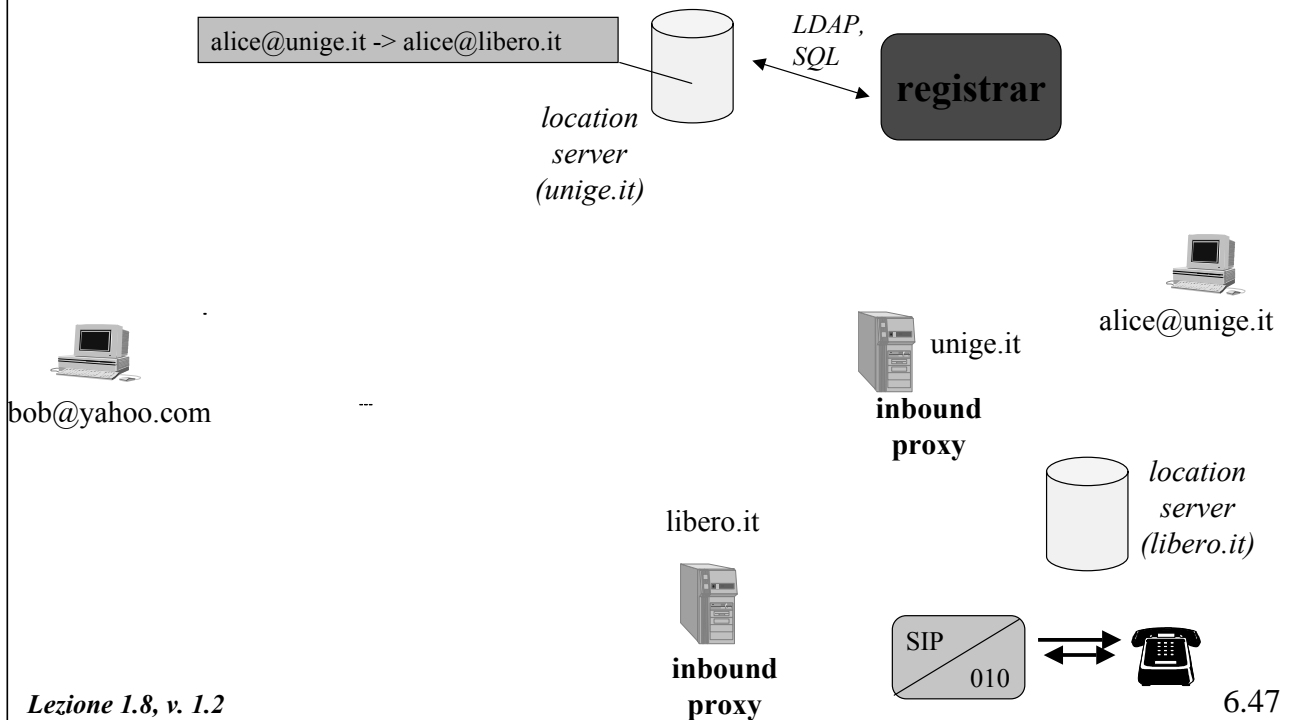 alice@unige.it -> alice@libero.it
LDAP,
SQL
registrar
location
server
(unige.it)
alice@unige.it
unige.it
inbound
proxy
bob@yahoo.com
---
location
server
(libero.it)
libero.it
inbound
proxy
SIP
010
Lezione 1.8, v. 1.2
6.47